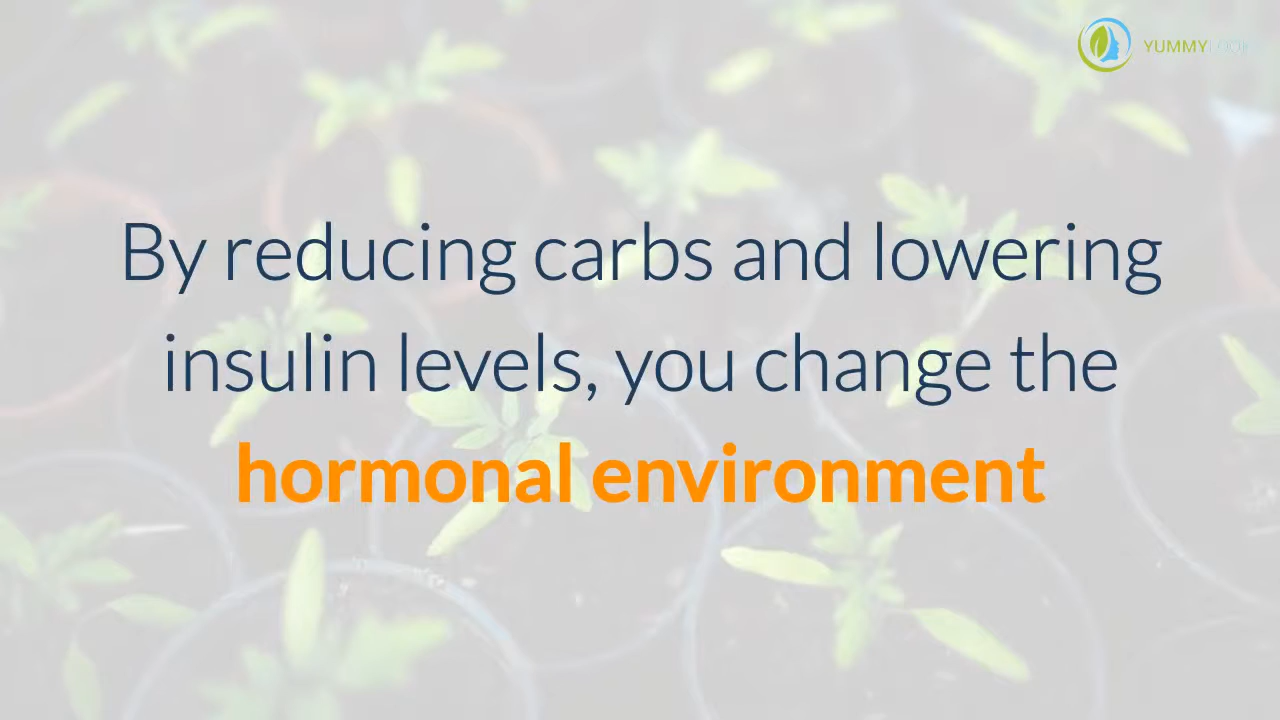 YUMMY
By reducing carbs and lowering
insulin levels, you change the
hormonal environment